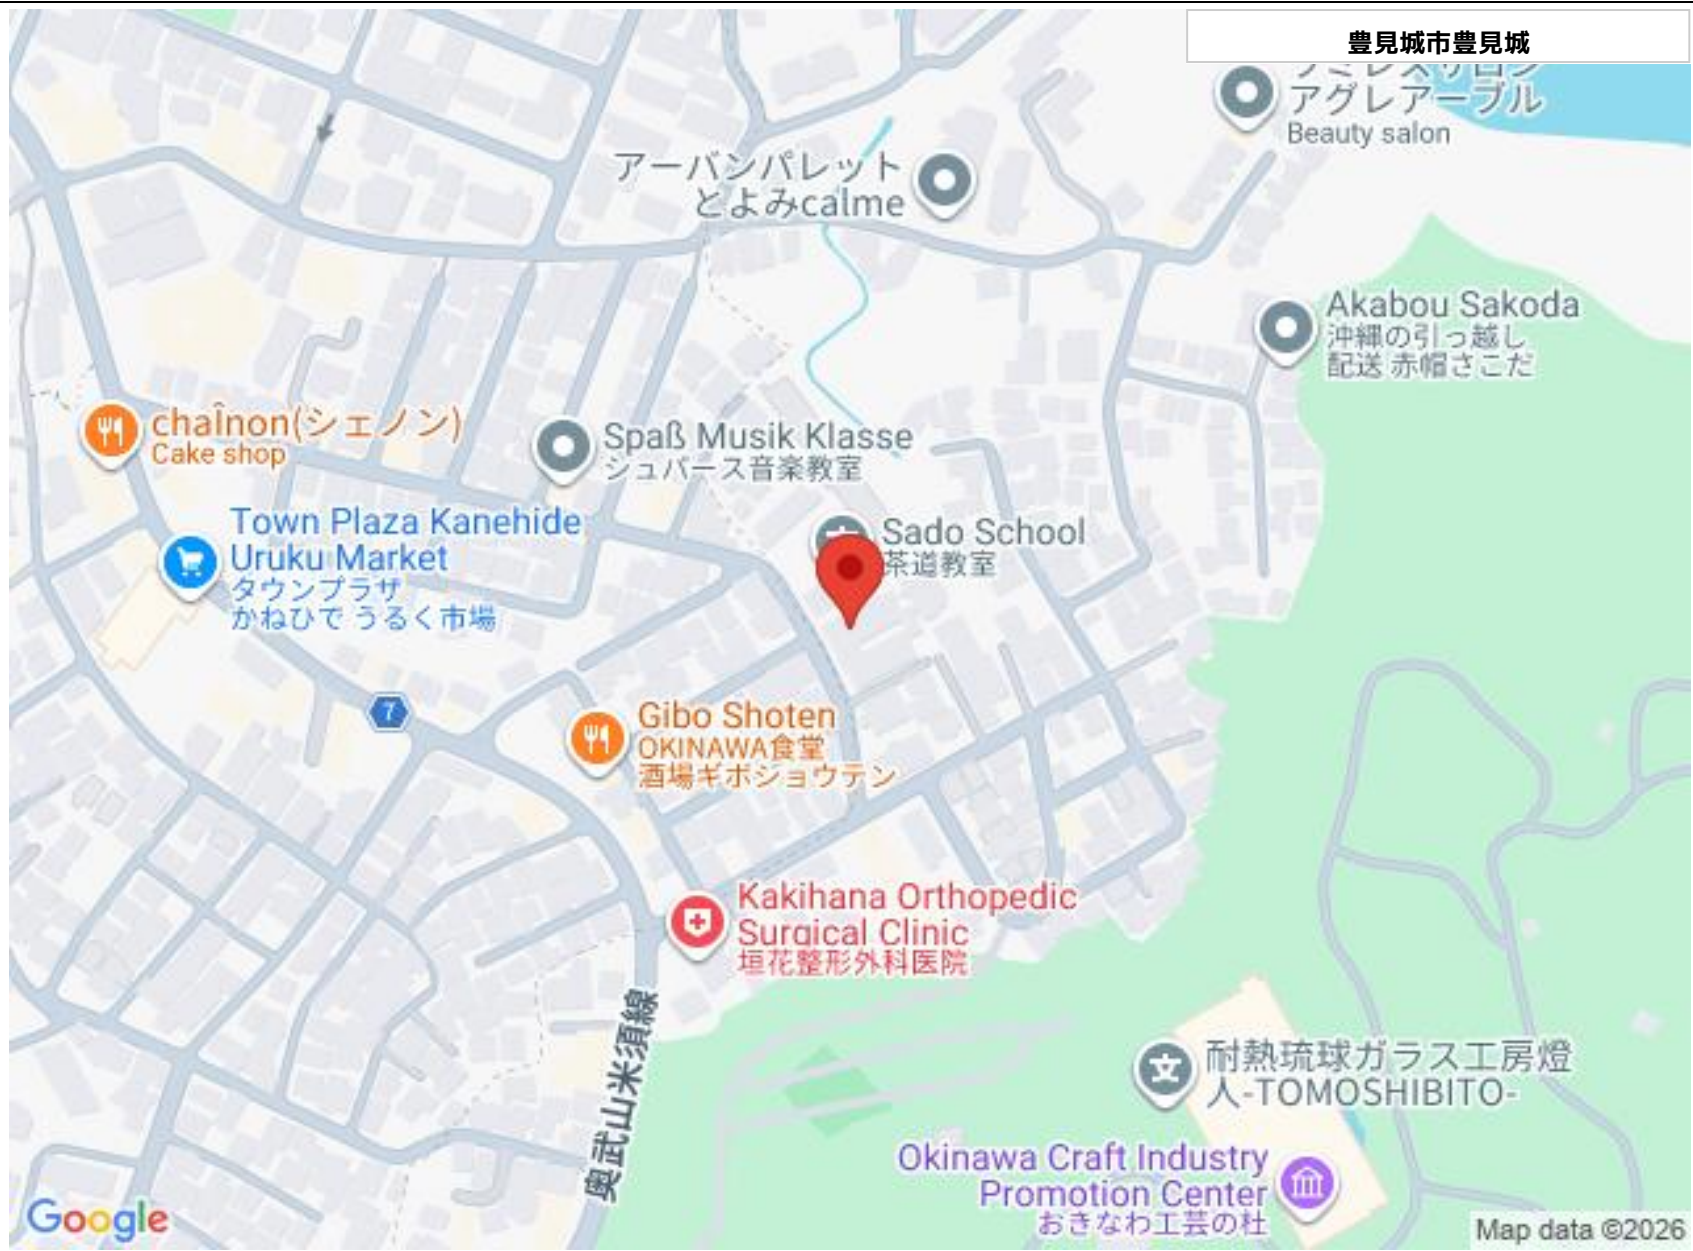 豊見城市豊見城
アグレアーブル
Beauty salon
アーバンパレット
とよみcalme
Akabou Sakoda
沖縄の引っ越し
配送 赤帽さこだ
chaînon(シェノン)
Cake shop
Spaß Musik Klasse
シュパース音楽教室
Town Plaza Kanehide
Uruku Market
タウンプラザ
かねひで うるく市場
Sado School
茶道教室
7
Gibo Shoten
OKINAWA食堂
酒場ギボショウテン
Kakihana Orthopedic
Surgical Clinic
垣花整形外科医院
奥武山米須線
耐熱琉球ガラス工房燈
人-TOMOSHIBITO-
Okinawa Craft Industry
Promotion Center
おきなわ工芸の杜
Google
Map data ©2026